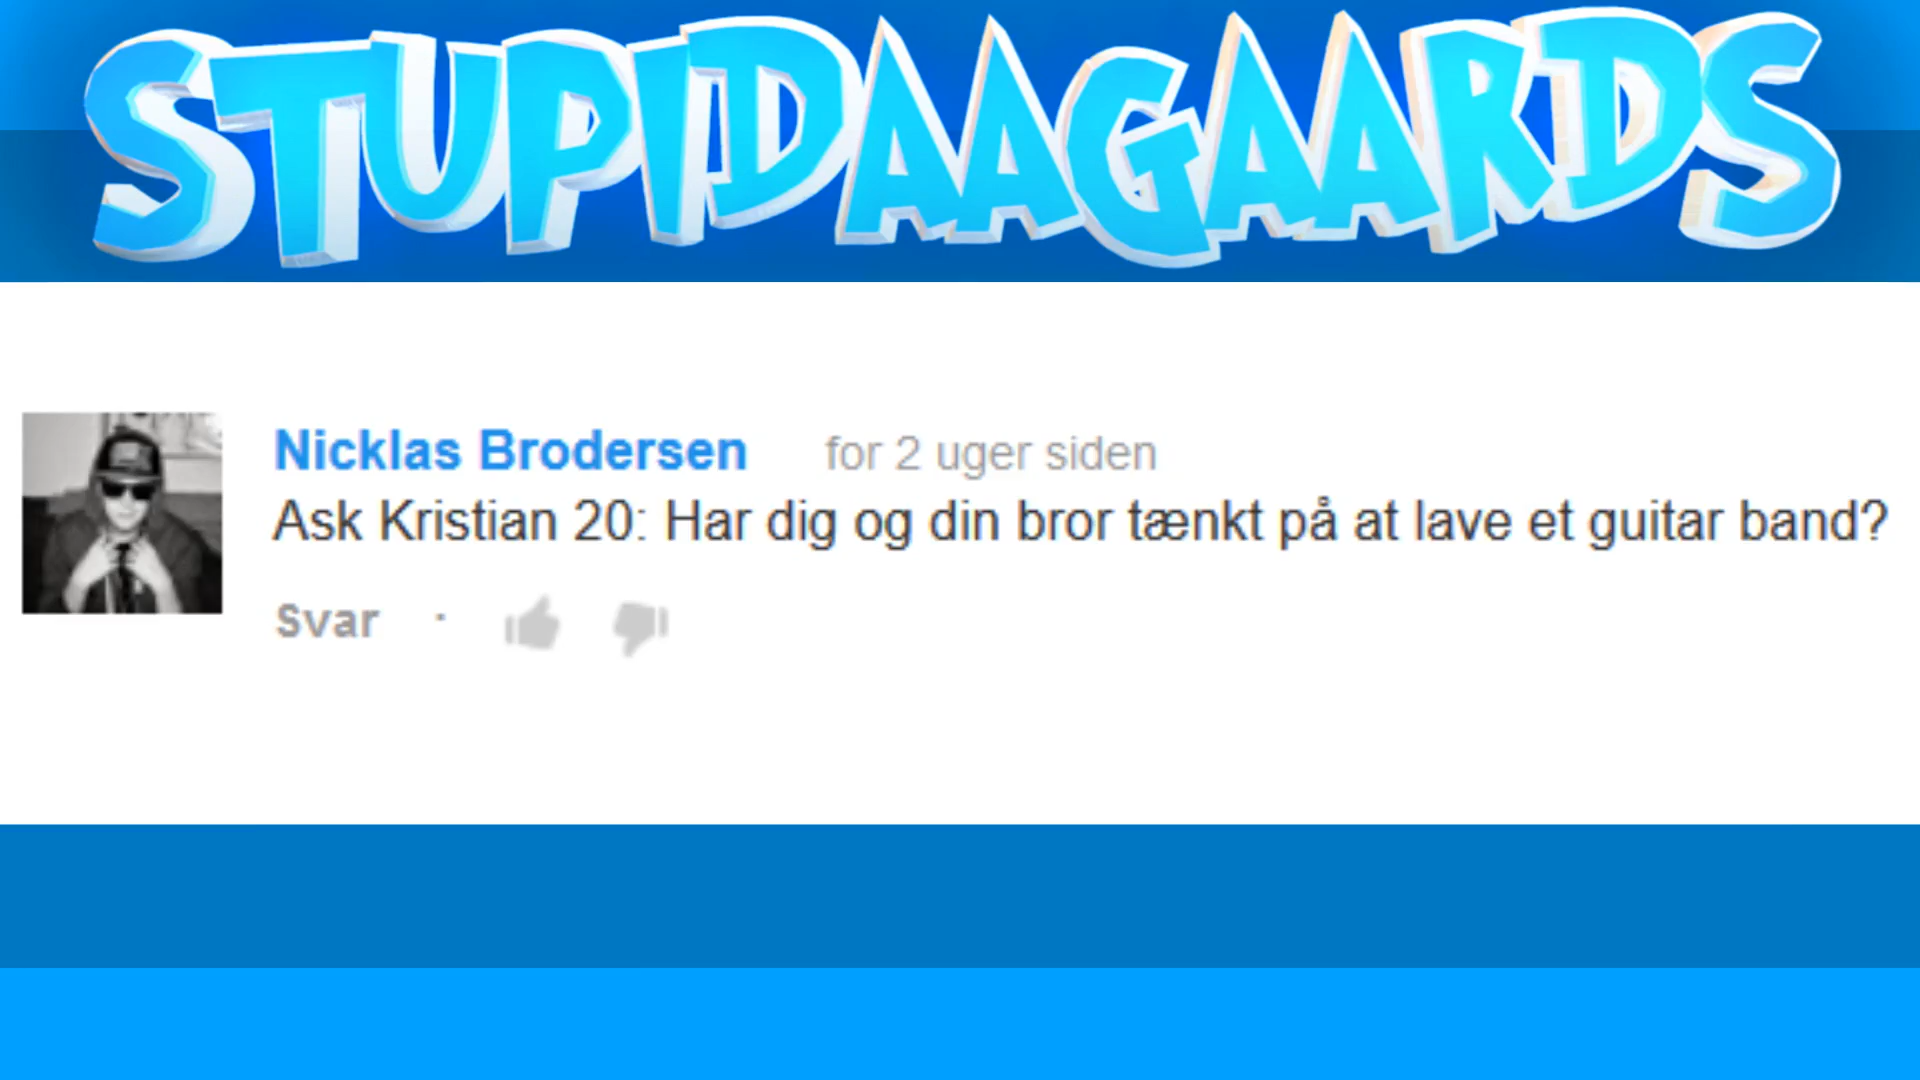 STUPIDAAGAARDS
Nicklas Brodersen for 2 uger siden
Ask Kristian 20: Har dig og din bror tænkt på at lave et guitar band?
Svar ·